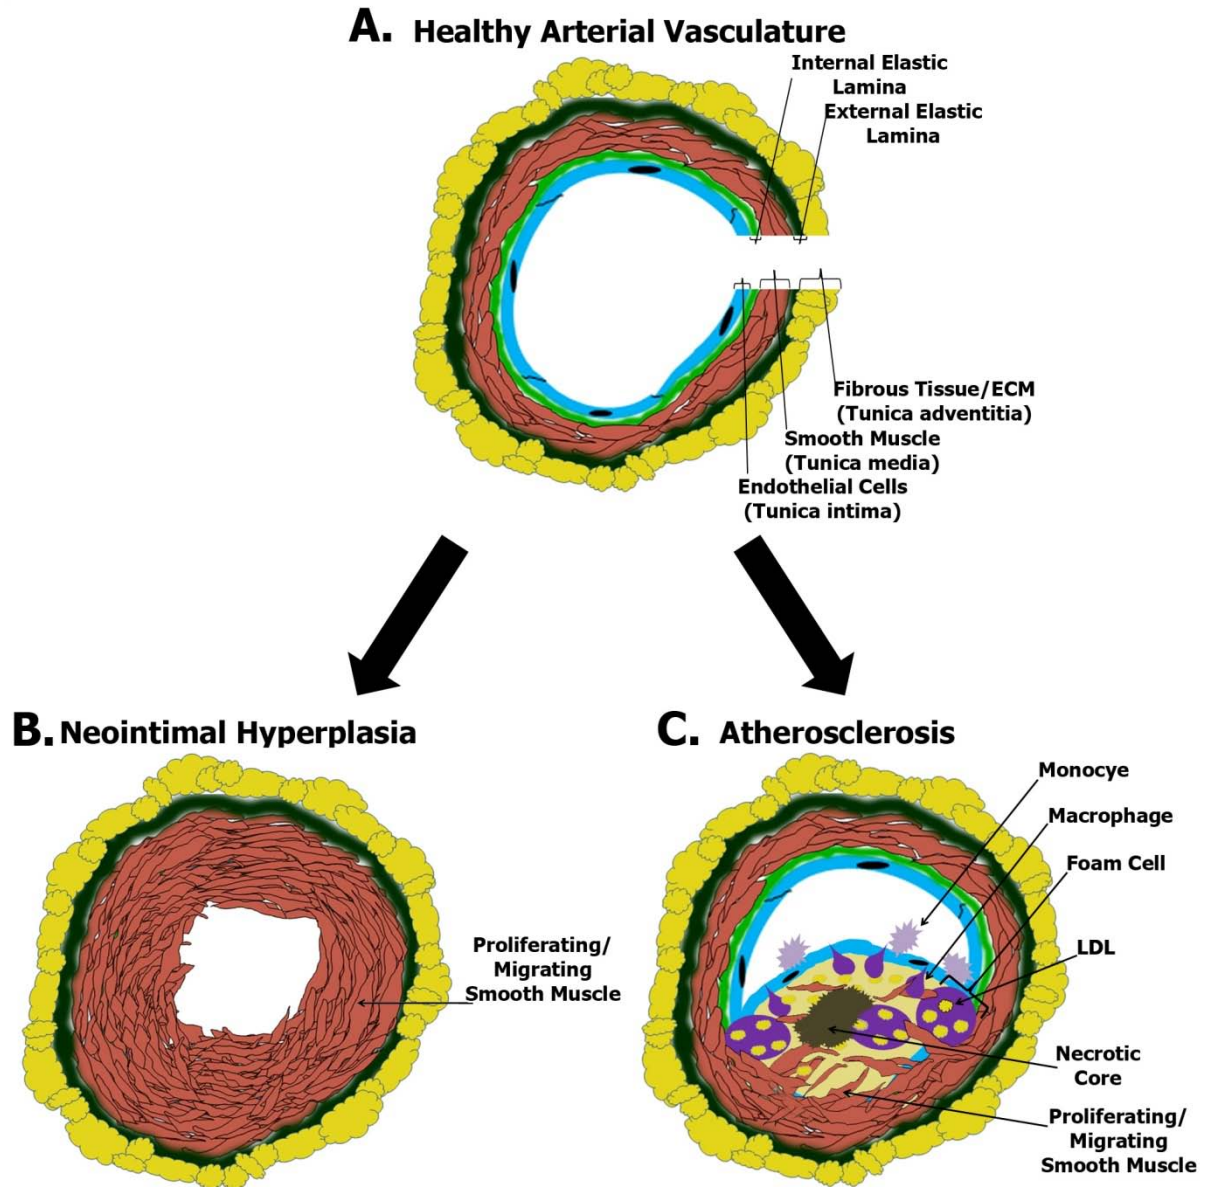 A. Healthy Arterial Vasculature
Internal Elastic
Lamina
External Elastic
Lamina
Fibrous Tissue/ECM
(Tunica adventitia)
Smooth Muscle
(Tunica media)
Endothelial Cells
(Tunica intima)
B. Neointimal Hyperplasia
Proliferating/
Migrating
Smooth Muscle
C. Atherosclerosis
Monocye
Macrophage
Foam Cell
LDL
Necrotic
Core
Proliferating/
Migrating
Smooth Muscle